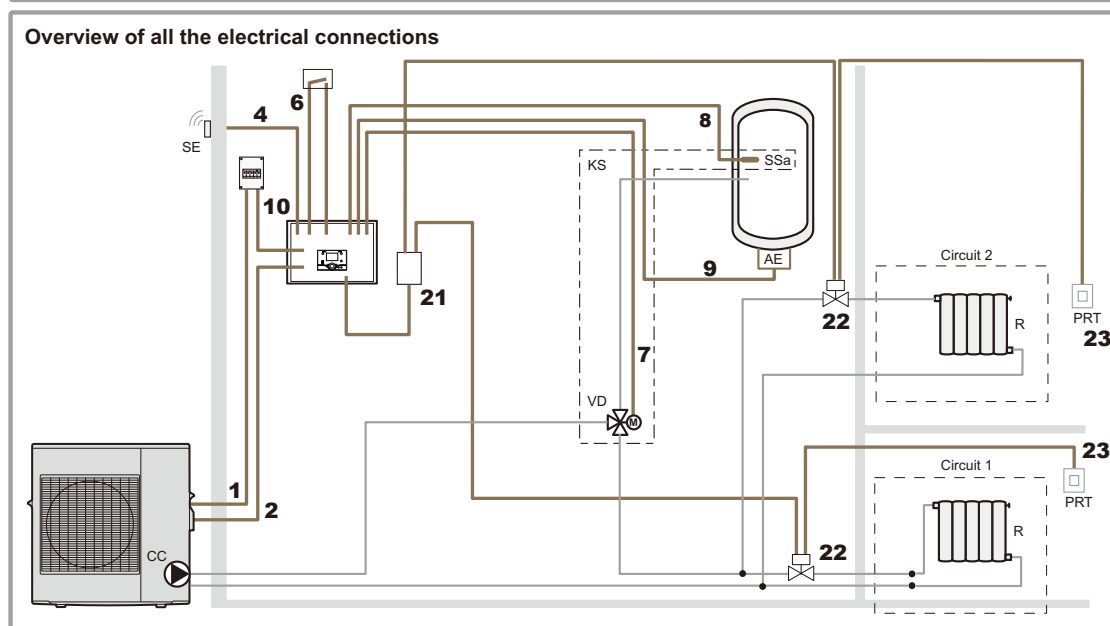 Overview of all the electrical connections
6
4
8
SE
KS
SSa
10
Circuit 2
AE
9
21
22
R
PRT
23
7
VD
M
23
Circuit 1
1
PRT
2
R
22
CC